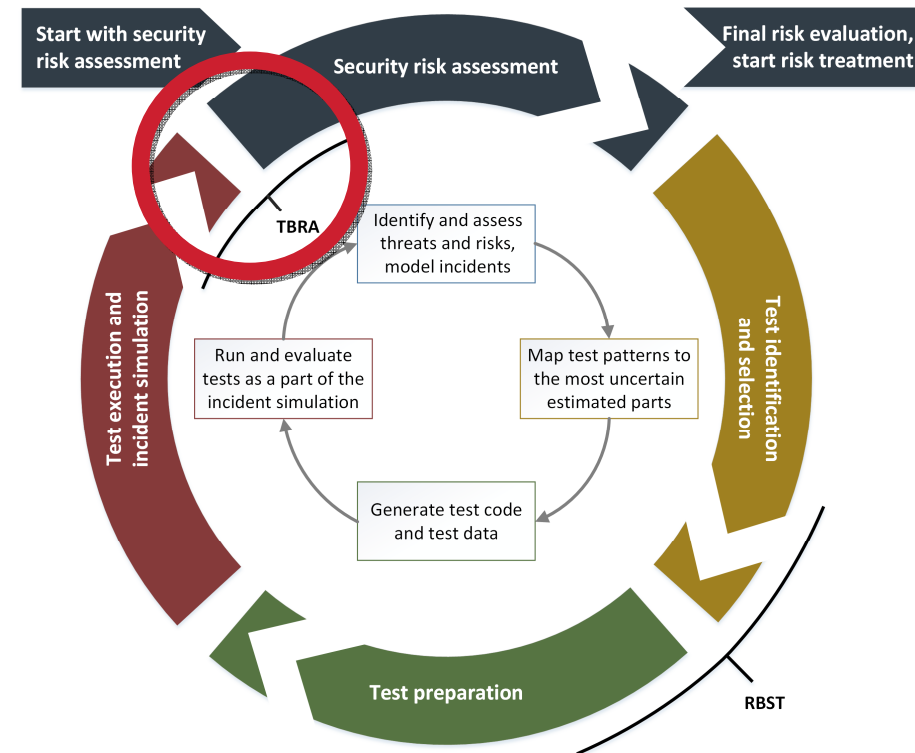 Start with security
risk assessment
Security risk assessment
Final risk evaluation,
start risk treatment
TBRA
Identify and assess
threats and risks,
model incidents
Test identification
and selection
Map test patterns to
the most uncertain
estimated parts
Generate test code
and test data
Run and evaluate
tests as a part of the
incident simulation
Test execution and
incident simulation
Test preparation
RBST